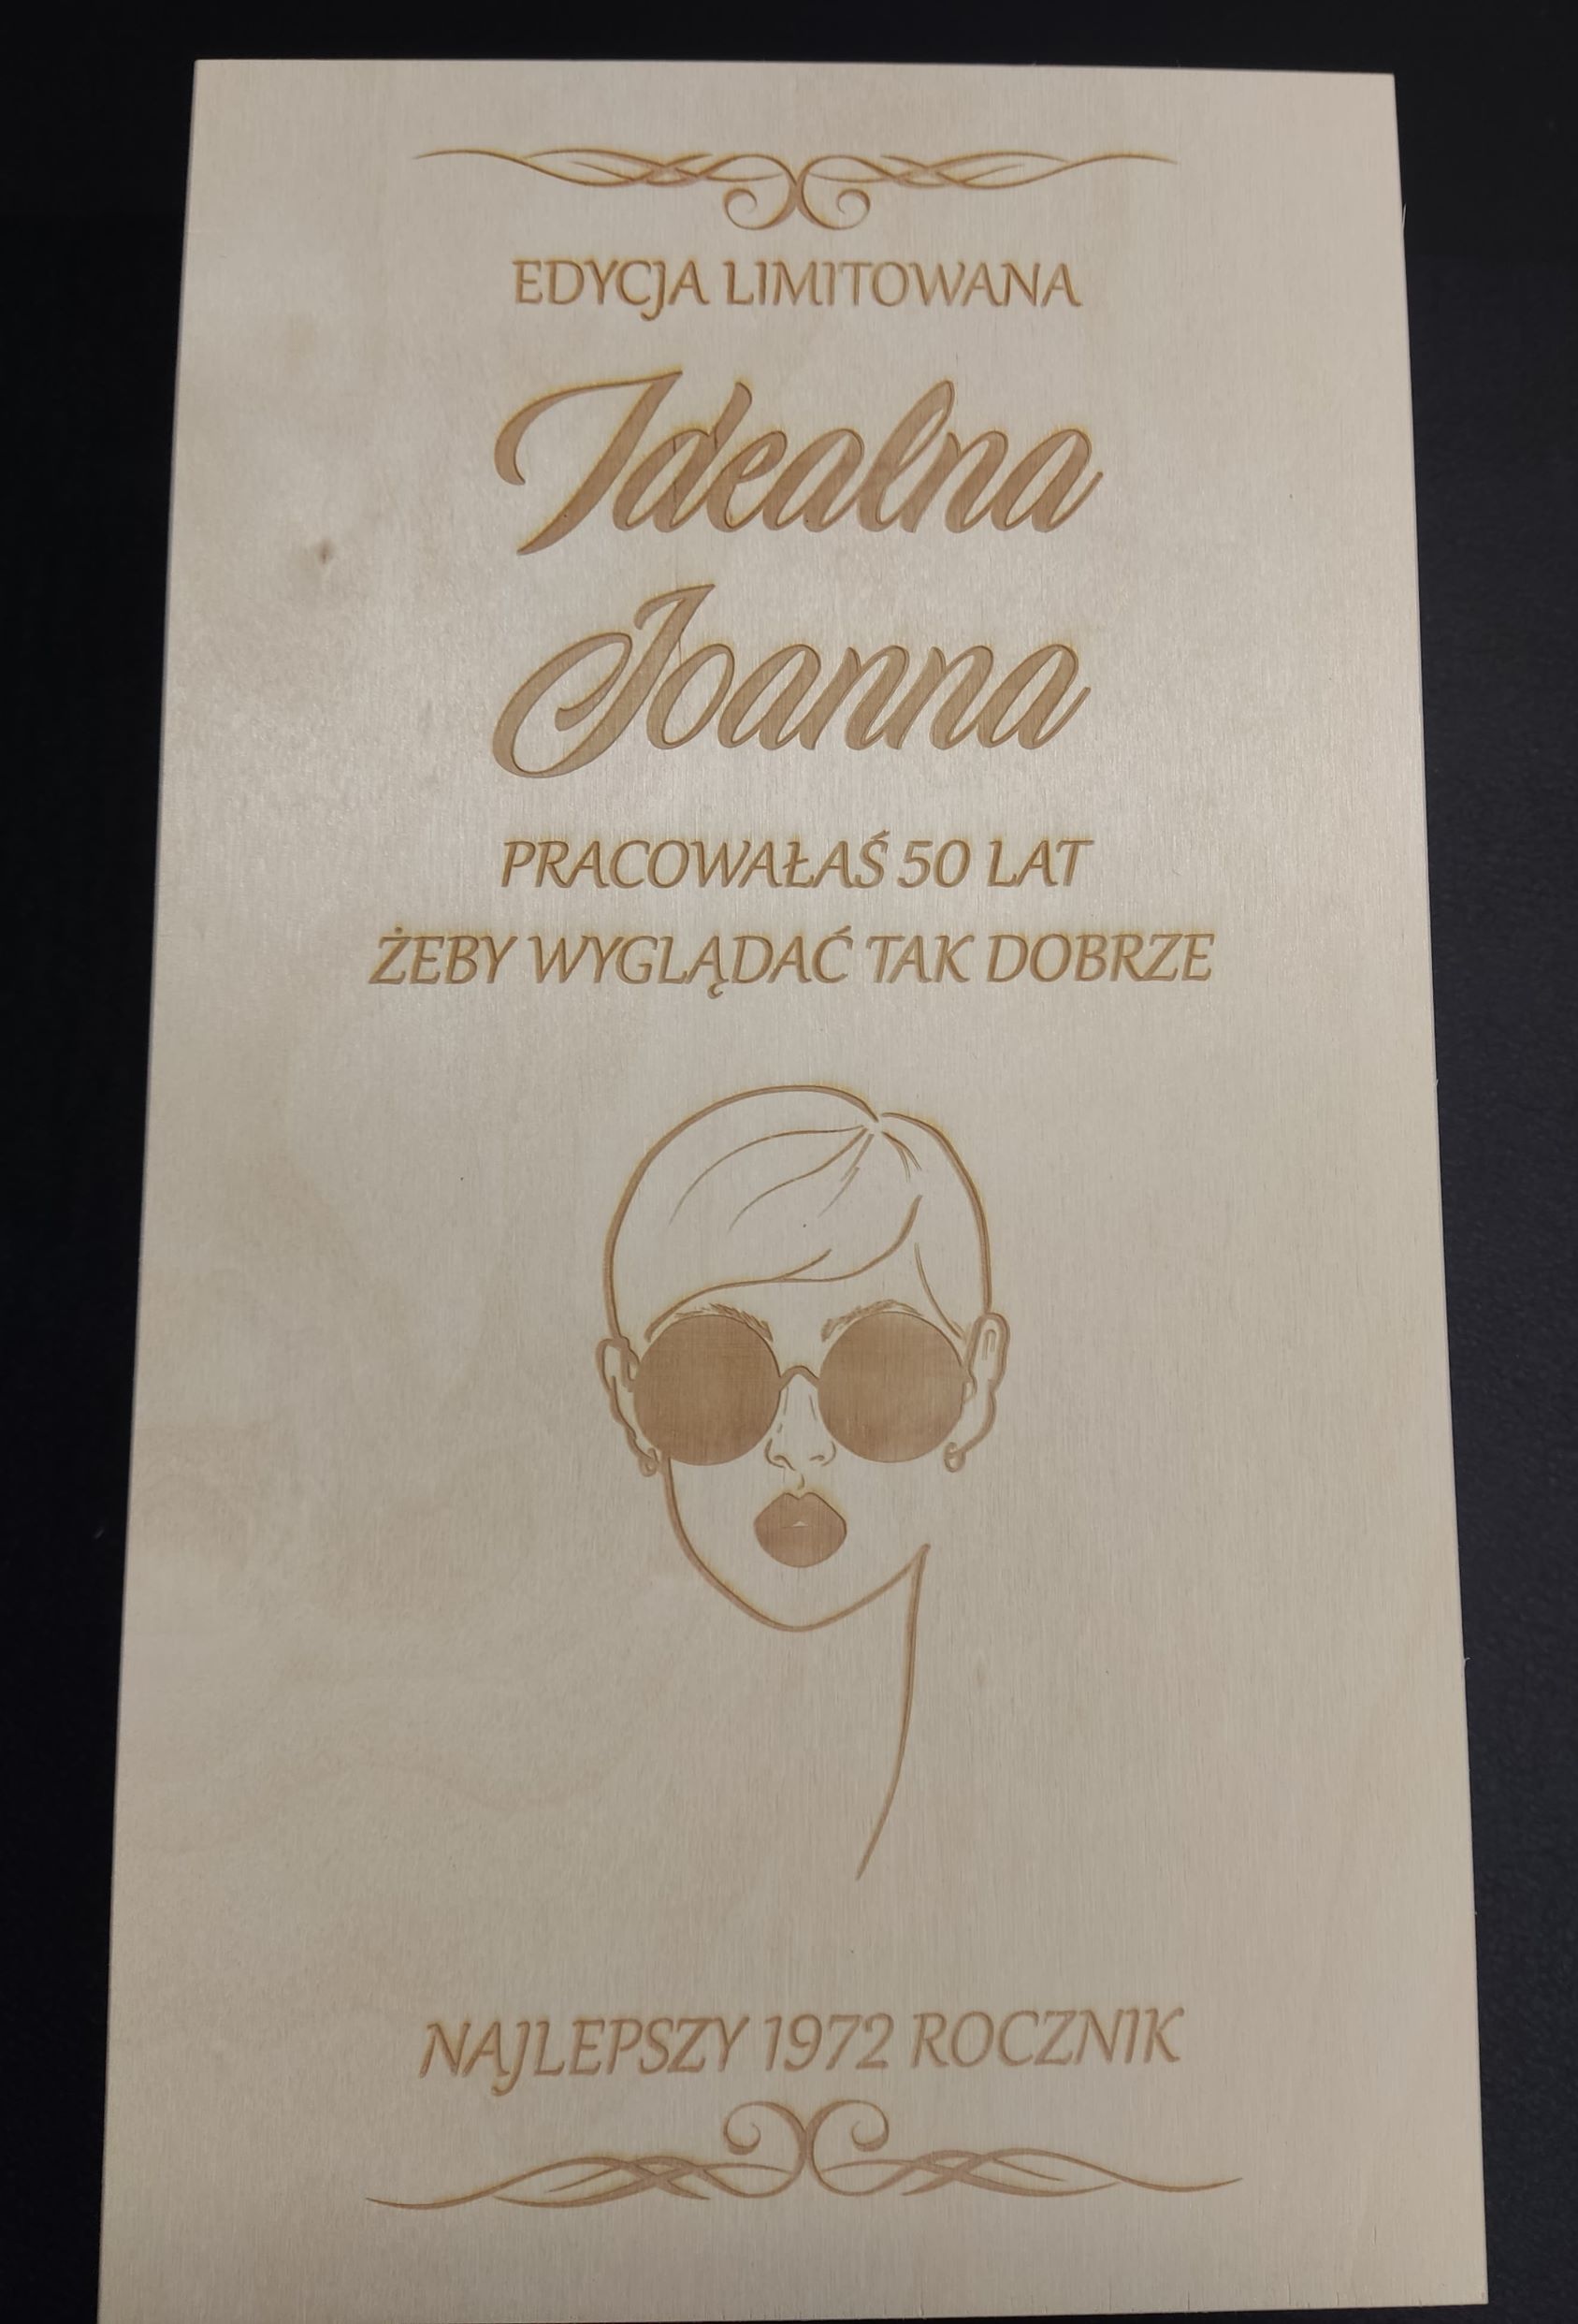 EDYCJA LIMITOWANA
Idealna
Joanna
PRACOWAŁAŚ 50 LAT
ŻEBY WYGLĄDAĆ TAK DOBRZE
NAJLEPSZY 1972 ROCZNIK